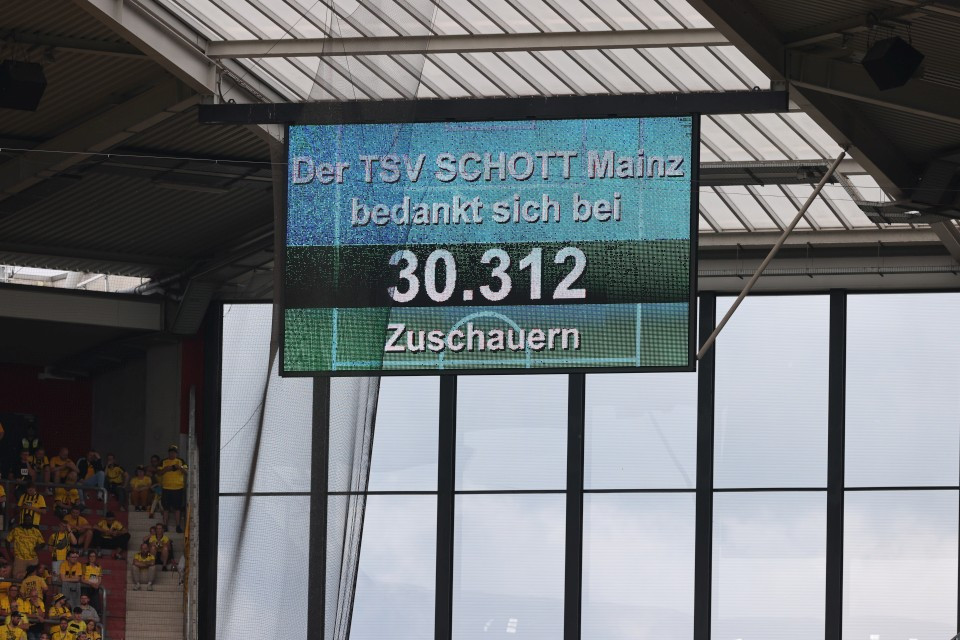 Der TSV SCHOTT Mainz
bedankt sich bei
30.312
Zuschauern